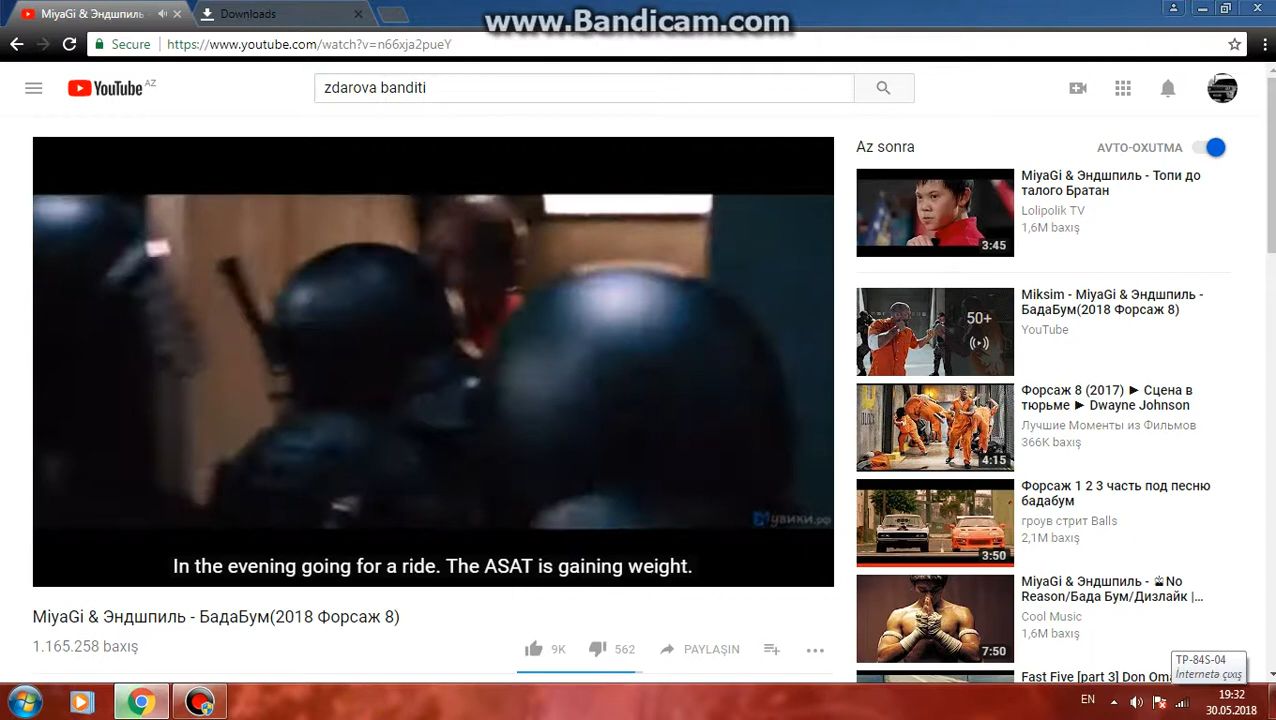 www.Bandicam.com
MiyaGi & Эндшпиль
Downloads
Secure
https://www.youtube.com/watch?v=n66xja2pueY
YouTube AZ
zdarova banditi
Az sonra
AVTO-OXUTMA
MiyaGi & Эндшпиль - Топи до
талого Братан
Lolipolik TV
1,6M baxış
3:45
Miksim - MiyaGi & Эндшпиль -
БадаБум(2018 Форсаж 8)
YouTube
50+
Форсаж 8 (2017) ► Сцена в
тюрьме ► Dwayne Johnson
Лучшие Моменты из Фильмов
366K baxış
4:15
Форсаж 1 2 3 часть под песню
бадабум
гроув стрит Balls
2,1M baxış
3:50
MiyaGi & Эндшпиль - No
Reason/Бада Бум/Дизлайк |...
Cool Music
1,6M baxış
7:50
Fast Five [part 3] Don Om
увики.рф
In the evening going for a ride. The ASAT is gaining weight.
MiyaGi & Эндшпиль - БадаБум(2018 Форсаж 8)
1.165.258 baxış
9K
562
PAYLAŞIN
TP-84S-04
İnternetə çıxış
EN
19:32
30.05.2018